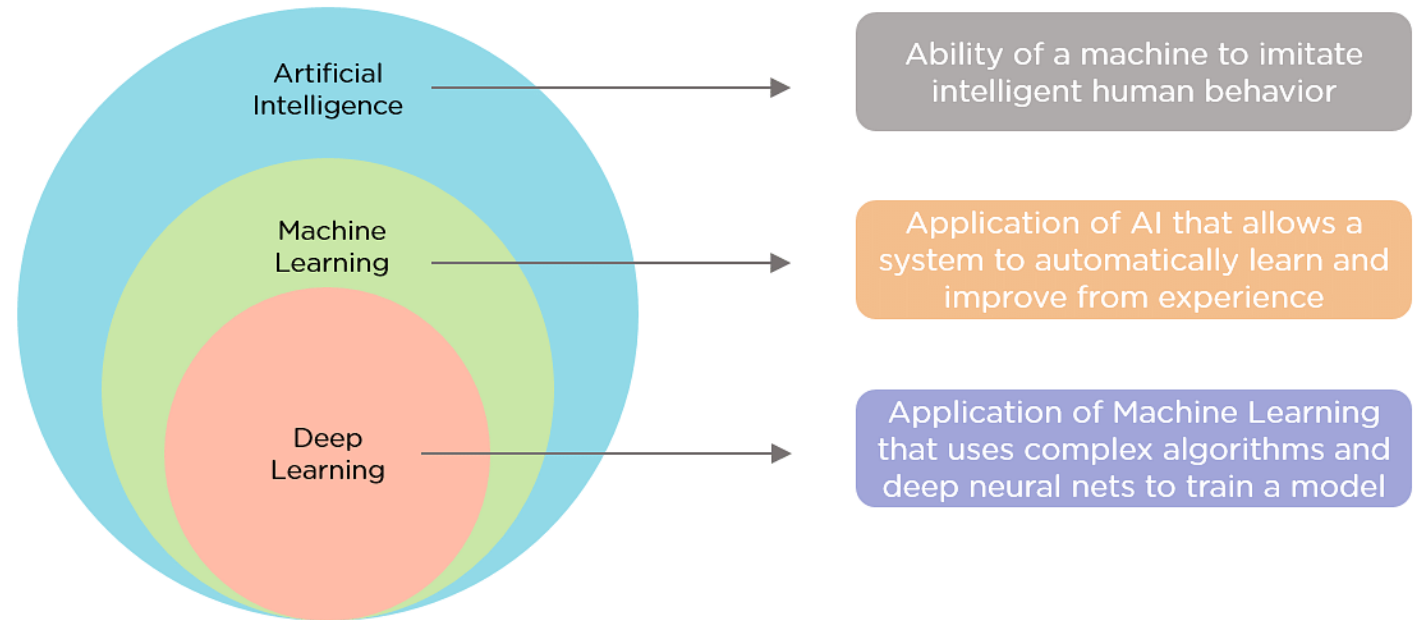 Artificial
Intelligence
Ability of a machine to imitate
intelligent human behavior
Machine
Learning
Application of AI that allows a
system to automatically learn and
improve from experience
Deep
Learning
Application of Machine Learning
that uses complex algorithms and
deep neural nets to train a model